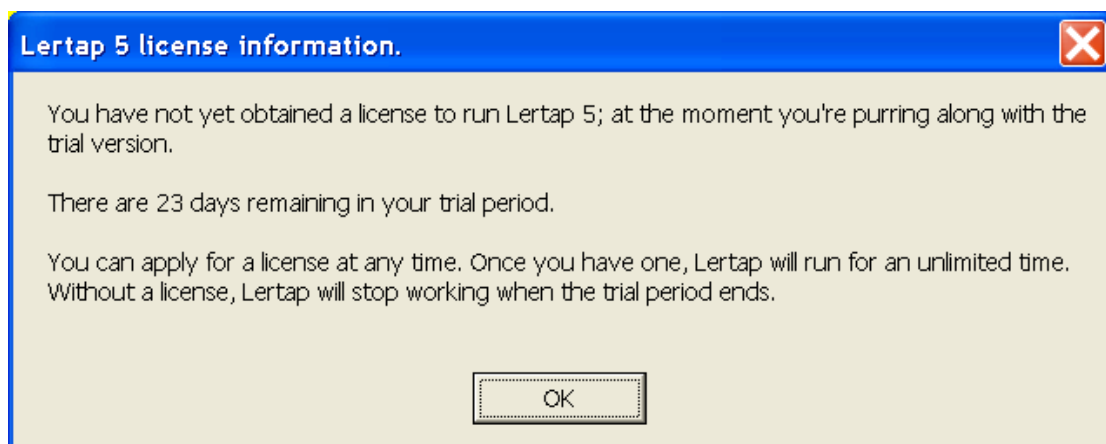 Lertap 5 license information.
You have not yet obtained a license to run Lertap 5; at the moment you're purring along with the
trial version.
There are 23 days remaining in your trial period.
You can apply for a license at any time. Once you have one, Lertap will run for an unlimited time.
Without a license, Lertap will stop working when the trial period ends.
OK